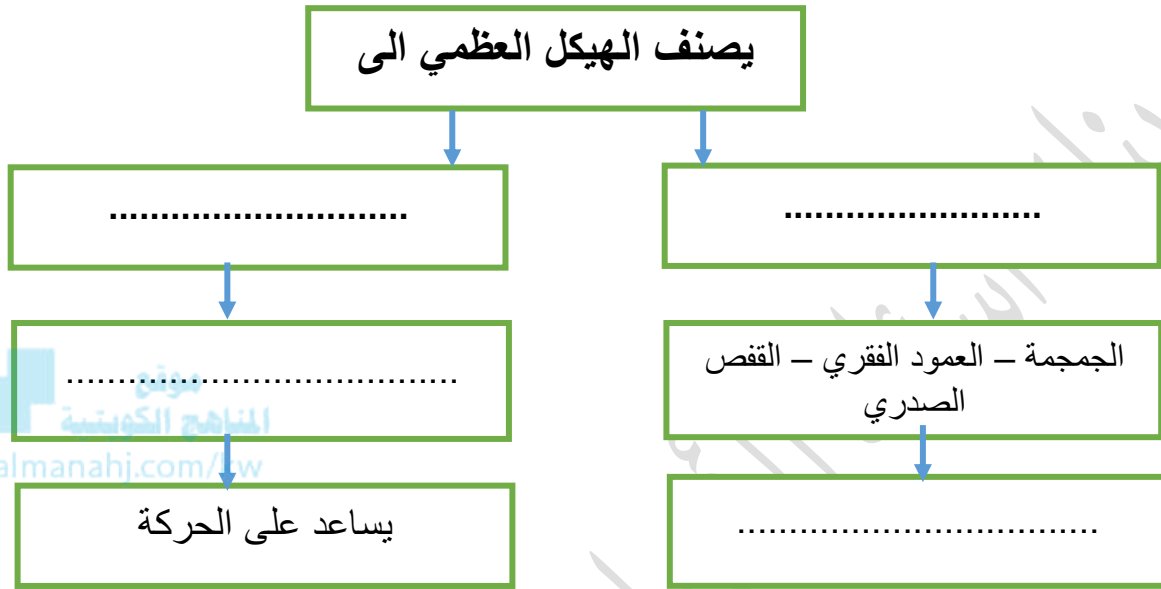 يصنف الهيكل العظمي الى
.........................
.............................
الجمجمة – العمود الفقري – القفص
الصدري
......................................
موقع
المناهج الكويتية
almanahj.com/kw
...................................
يساعد على الحركة